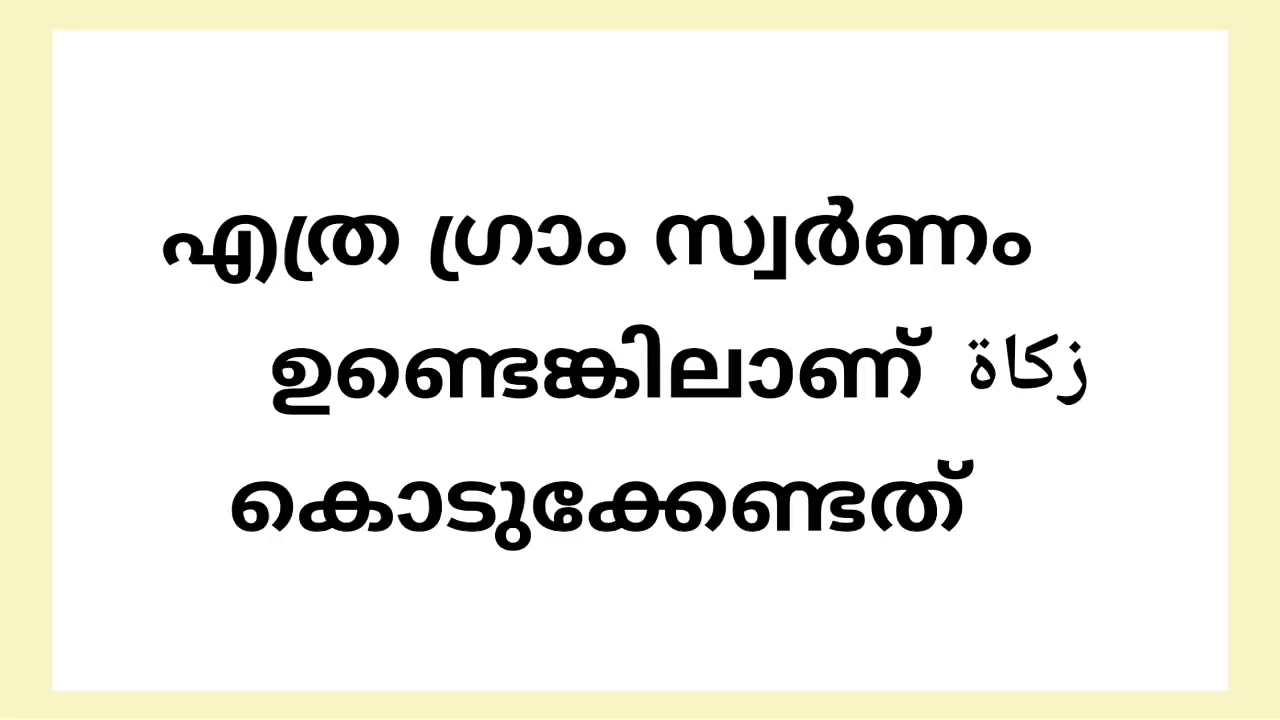 എത്ര ഗ്രാം സ്വർണം
ഉണ്ടെങ്കിലാണ് زكاة
കൊടുക്കേണ്ടത്